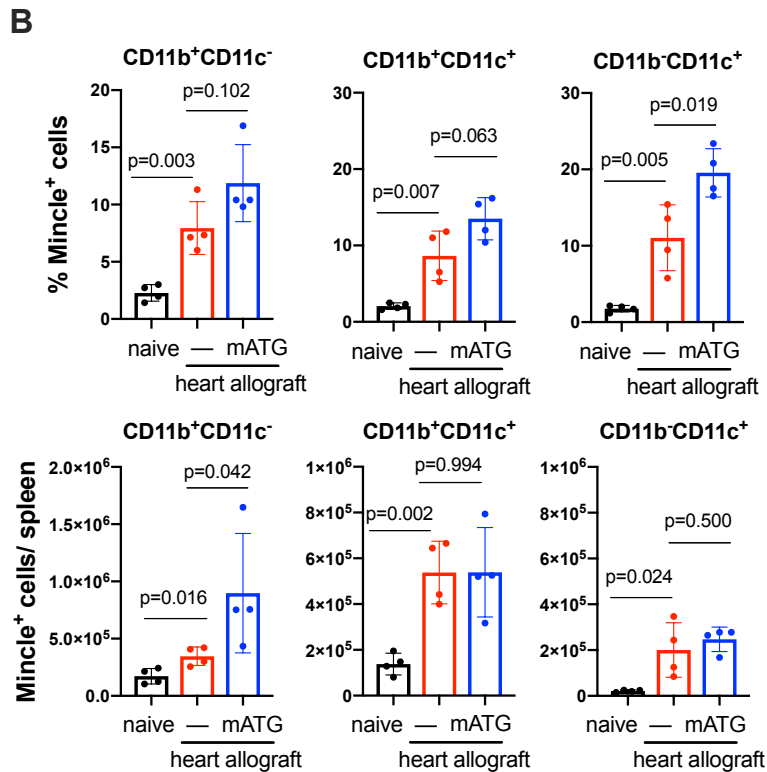 B
CD11b⁺CD11c⁻ CD11b⁺CD11c⁺ CD11b⁻CD11c⁺
% Mincle⁺ cells
20
15
10
5
0
p=0.102
p=0.003
naive — mATG
heart allograft
30
20
10
0
p=0.063
p=0.007
naive — mATG
heart allograft
30
20
10
0
p=0.019
p=0.005
naive — mATG
heart allograft
CD11b⁺CD11c⁻ CD11b⁺CD11c⁺ CD11b⁻CD11c⁺
Mincle⁺ cells/ spleen
2.0×10⁶
1.5×10⁶
1.0×10⁶
5.0×10⁵
0.0
p=0.042
p=0.016
naive — mATG
heart allograft
1×10⁶
8×10⁵
6×10⁵
4×10⁵
2×10⁵
0
p=0.994
p=0.002
naive — mATG
heart allograft
1×10⁶
8×10⁵
6×10⁵
4×10⁵
2×10⁵
0
p=0.500
p=0.024
naive — mATG
heart allograft